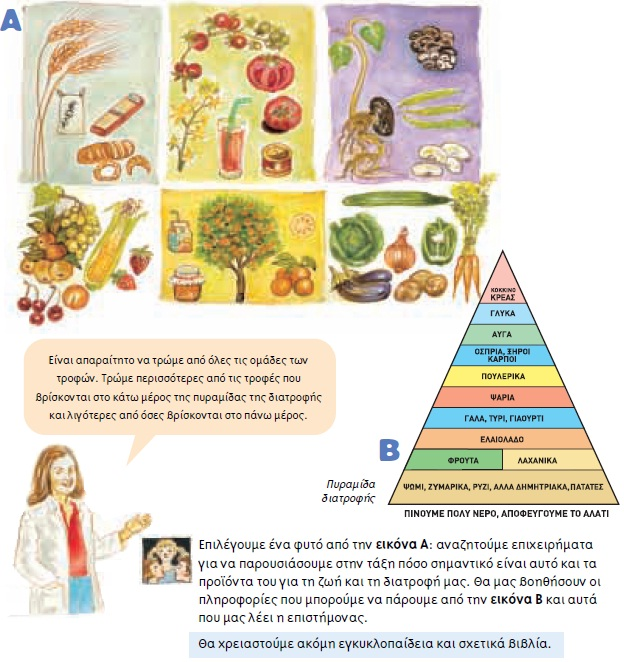 A
Είναι απαραίτητο να τρώμε από όλες τις ομάδες των
τροφών. Τρώμε περισσότερες από τις τροφές που
βρίσκονται στο κάτω μέρος της πυραμίδας της διατροφής
και λιγότερες από όσες βρίσκονται στο πάνω μέρος.
B
ΚΟΚΚΙΝΟ
ΚΡΕΑΣ
ΓΛΥΚΑ
ΑΥΓΑ
ΟΣΠΡΙΑ, ΞΗΡΟΙ
ΚΑΡΠΟΙ
ΠΟΥΛΕΡΙΚΑ
ΨΑΡΙΑ
ΓΑΛΑ, ΤΥΡΙ, ΓΙΑΟΥΡΤΙ
ΕΛΑΙΟΛΑΔΟ
ΦΡΟΥΤΑ ΛΑΧΑΝΙΚΑ
ΨΩΜΙ, ΖΥΜΑΡΙΚΑ, ΡΥΖΙ, ΑΛΛΑ ΔΗΜΗΤΡΙΑΚΑ,ΠΑΤΑΤΕΣ
Πυραμίδα
διατροφής
ΠΙΝΟΥΜΕ ΠΟΛΥ ΝΕΡΟ, ΑΠΟΦΕΥΓΟΥΜΕ ΤΟ ΑΛΑΤΙ
Επιλέγουμε ένα φυτό από την εικόνα Α: αναζητούμε επιχειρήματα
για να παρουσιάσουμε στην τάξη πόσο σημαντικό είναι αυτό και τα
προϊόντα του για τη ζωή και τη διατροφή μας. Θα μας βοηθήσουν οι
πληροφορίες που μπορούμε να πάρουμε από την εικόνα Β και αυτά
που μας λέει η επιστήμονας.
Θα χρειαστούμε ακόμη εγκυκλοπαίδεια και σχετικά βιβλία.